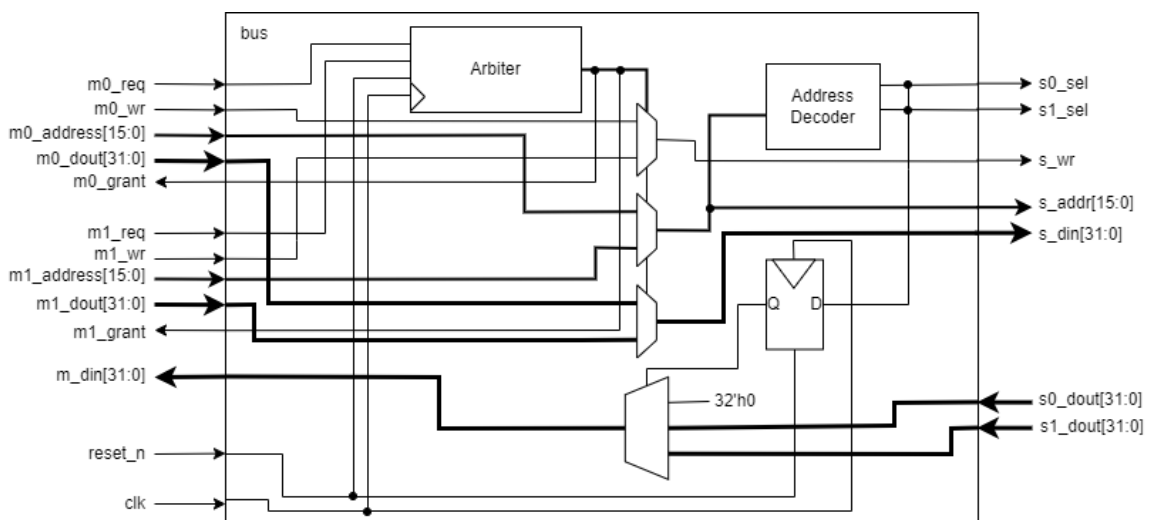 bus
Arbiter
Address
Decoder
m0_req
m0_wr
m0_address[15:0]
m0_dout[31:0]
m0_grant
m1_req
m1_wr
m1_address[15:0]
m1_dout[31:0]
m1_grant
m_din[31:0]
reset_n
clk
s0_sel
s1_sel
s_wr
s_addr[15:0]
s_din[31:0]
Q
D
32'h0
s0_dout[31:0]
s1_dout[31:0]